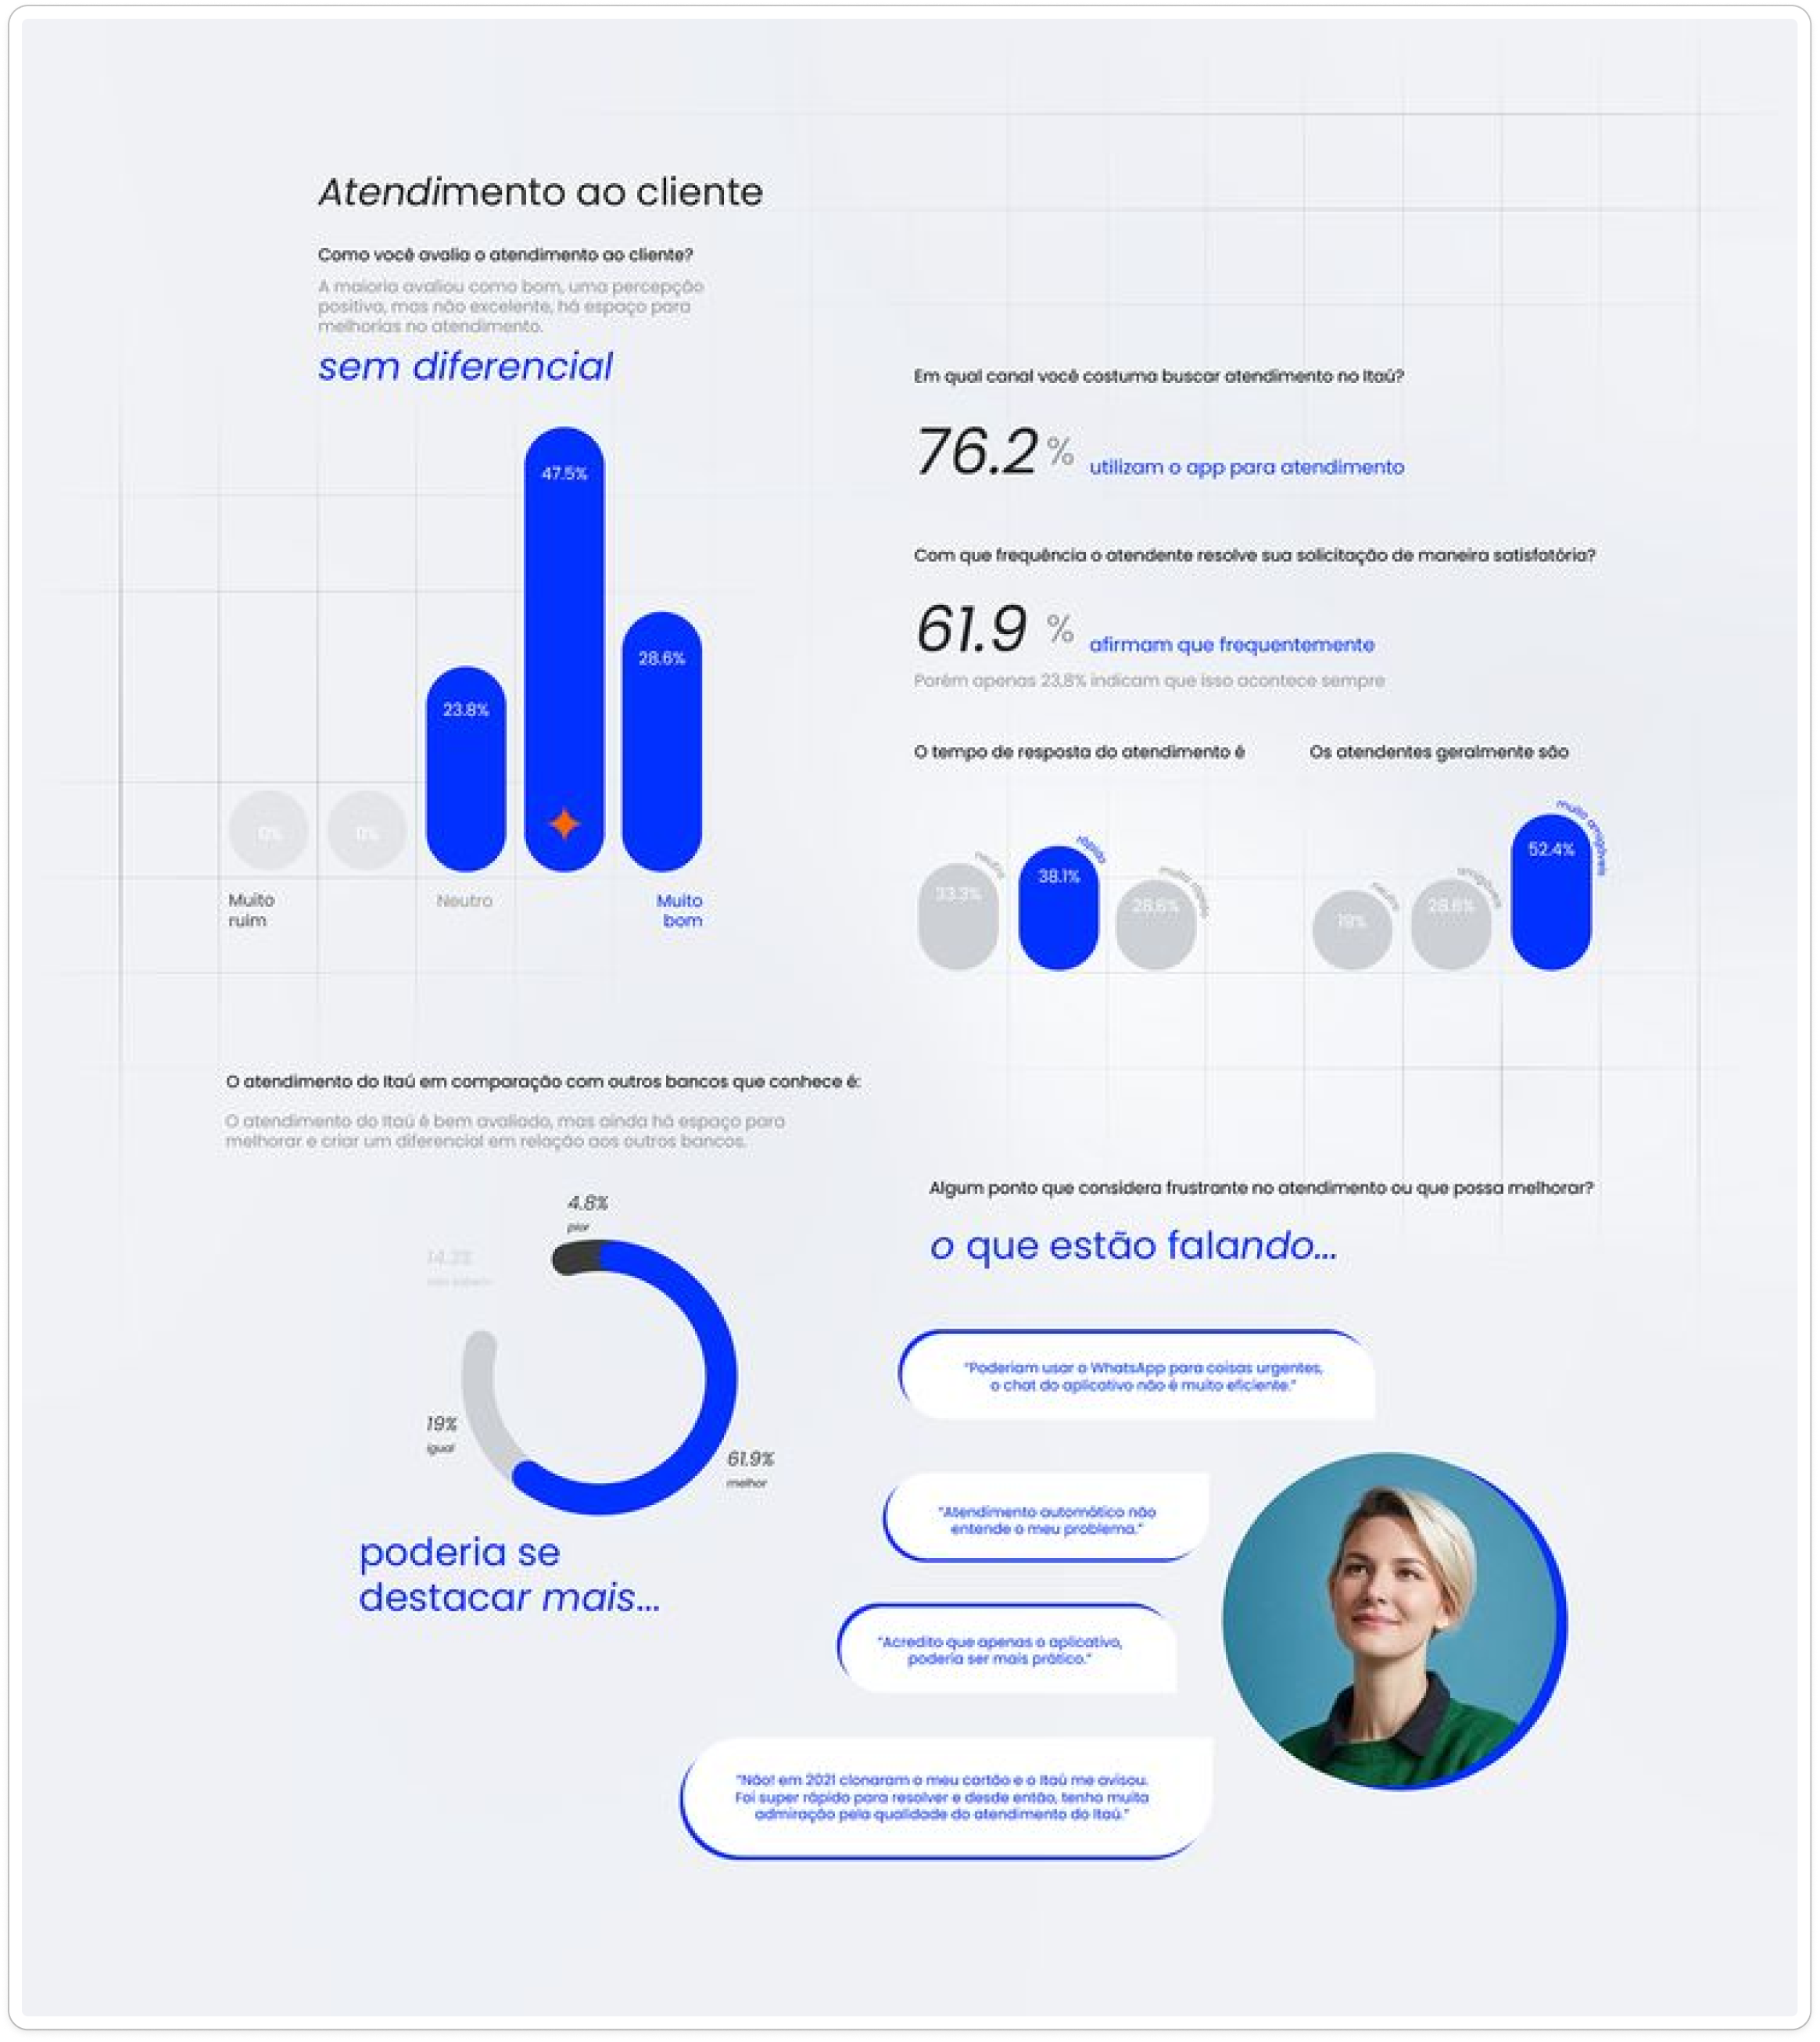 Atendimento ao cliente
Como você avalia o atendimento ao cliente?
A maioria avaliou como bom, uma percepção
positiva, mas não excelente, há espaço para
melhorias no atendimento.
sem diferencial
47.5%
28.6%
23.8%
0%
0%
Muito
ruim
Neutro
Muito
bom
Em qual canal você costuma buscar atendimento no Itaú?
76.2 % utilizam o app para atendimento
Com que frequência o atendente resolve sua solicitação de maneira satisfatória?
61.9 % afirmam que frequentemente
Porém apenas 23,8% indicam que isso acontece sempre
O tempo de resposta do atendimento é
neutro
33.3%
rápido
38.1%
muito rápido
28.6%
Os atendentes geralmente são
neutro
19%
amigáveis
28.6%
muito amigáveis
52.4%
O atendimento do Itaú em comparação com outros bancos que conhece é:
O atendimento do Itaú é bem avaliado, mas ainda há espaço para
melhorar e criar um diferencial em relação aos outros bancos.
4.8%
pior
14.3%
não sabem
19%
igual
61.9%
melhor
poderia se
destacar mais...
Algum ponto que considera frustrante no atendimento ou que possa melhorar?
o que estão falando...
"Poderiam usar o WhatsApp para coisas urgentes,
o chat do aplicativo não é muito eficiente."
"Atendimento automático não
entende o meu problema."
"Acredito que apenas o aplicativo,
poderia ser mais prático."
"Não! em 2021 clonaram o meu cartão e o Itaú me avisou.
Foi super rápido para resolver e desde então, tenho muita
admiração pela qualidade do atendimento do Itaú."